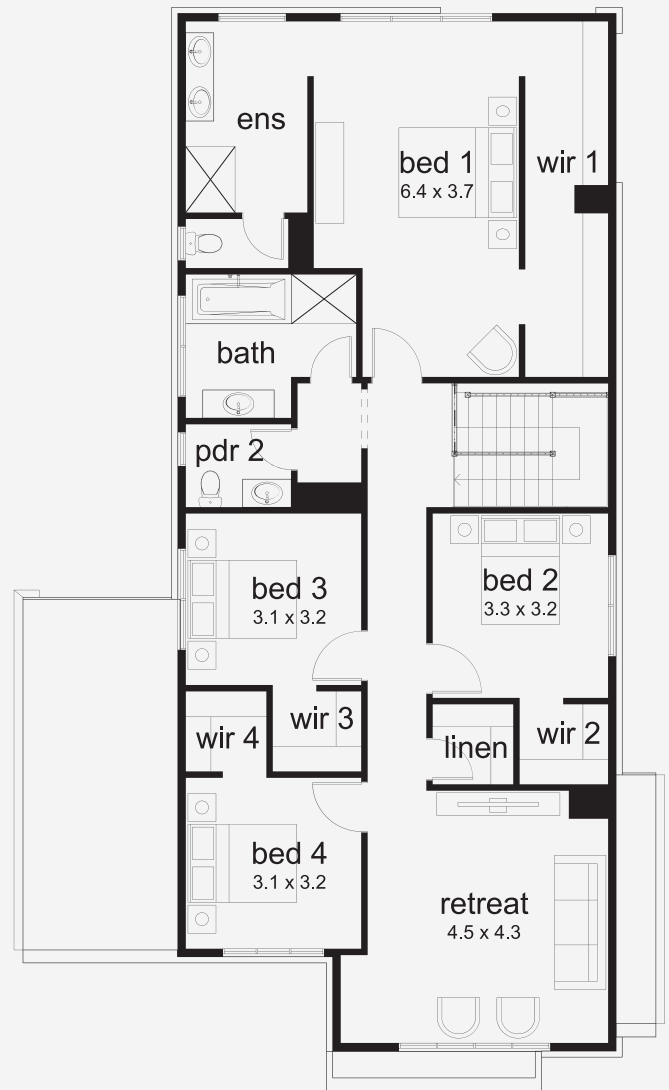 ens
bed 1
6.4 x 3.7
wir 1
bath
pdr 2
bed 3
3.1 x 3.2
bed 2
3.3 x 3.2
wir 3
wir 4
linen
wir 2
bed 4
3.1 x 3.2
retreat
4.5 x 4.3